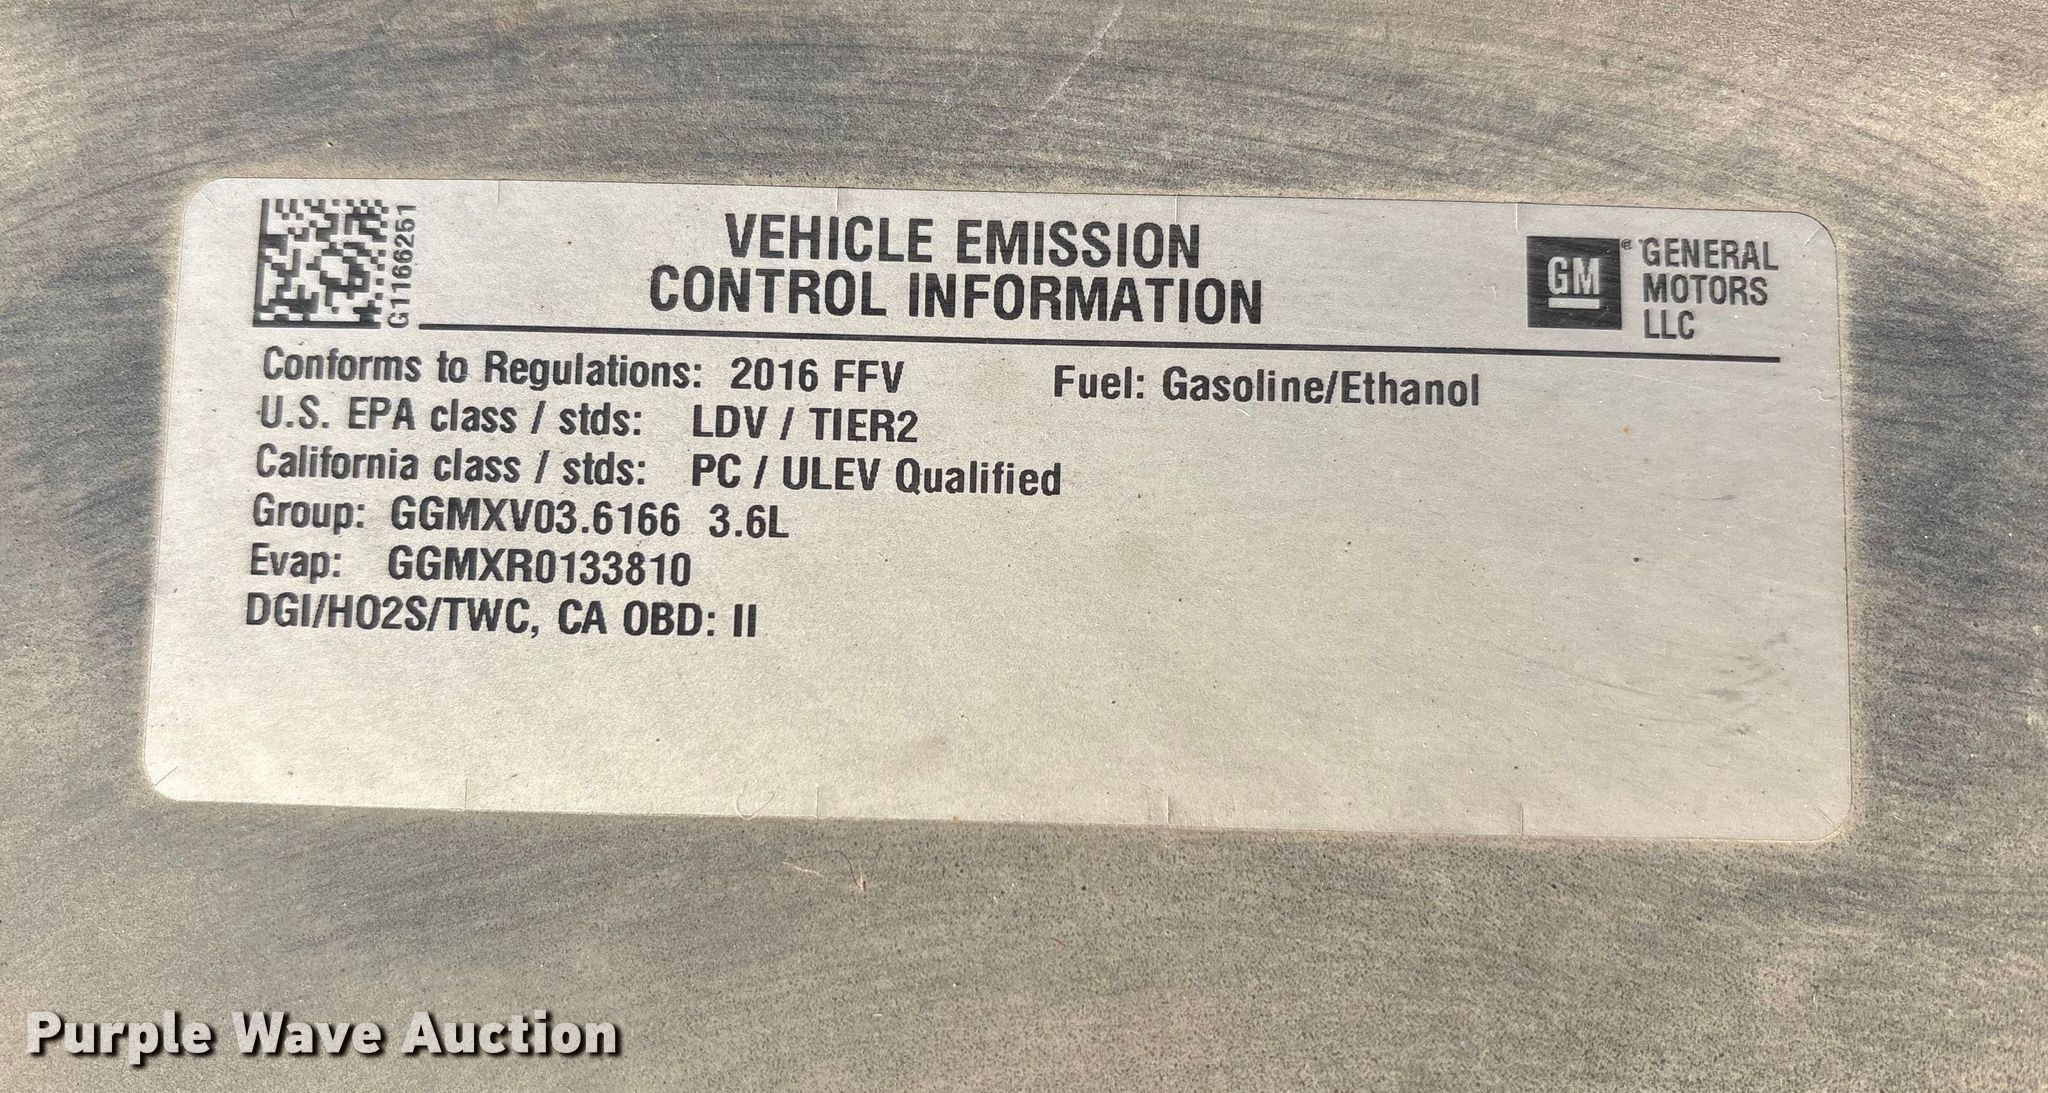 G1166251
VEHICLE EMISSION
CONTROL INFORMATION
GM
®
GENERAL
MOTORS
LLC
Conforms to Regulations: 2016 FFV Fuel: Gasoline/Ethanol
U.S. EPA class / stds: LDV / TIER2
California class / stds: PC / ULEV Qualified
Group: GGMXV03.6166 3.6L
Evap: GGMXR0133810
DGI/HO2S/TWC, CA OBD: II
Purple Wave Auction